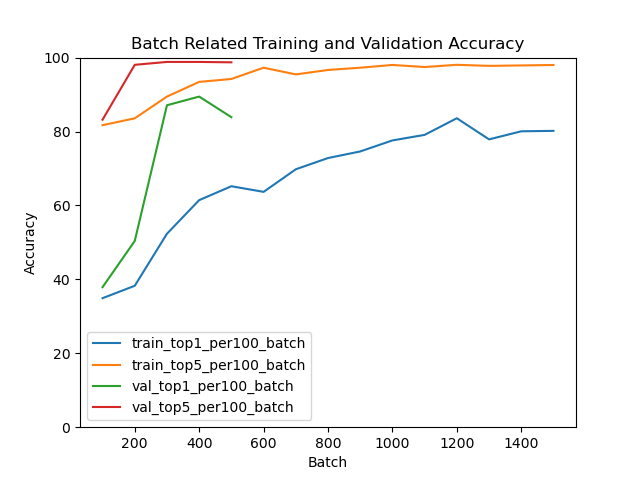 Batch Related Training and Validation Accuracy
100
80
60
40
20
0
Accuracy
train_top1_per100_batch
train_top5_per100_batch
val_top1_per100_batch
val_top5_per100_batch
200 400 600 800 1000 1200 1400
Batch